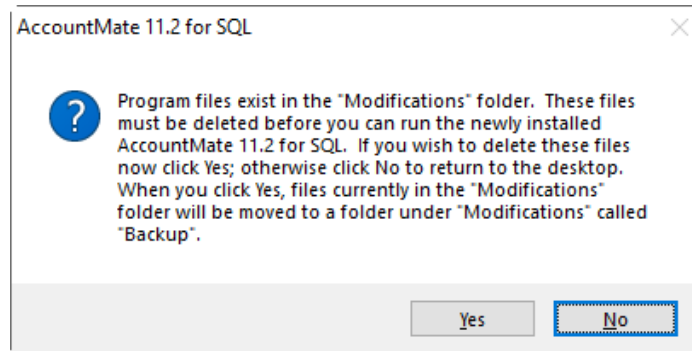 AccountMate 11.2 for SQL
Program files exist in the "Modifications" folder.  These files
must be deleted before you can run the newly installed
AccountMate 11.2 for SQL.  If you wish to delete these files
now click Yes; otherwise click No to return to the desktop.
When you click Yes, files currently in the "Modifications"
folder will be moved to a folder under "Modifications" called
"Backup".
Yes
No